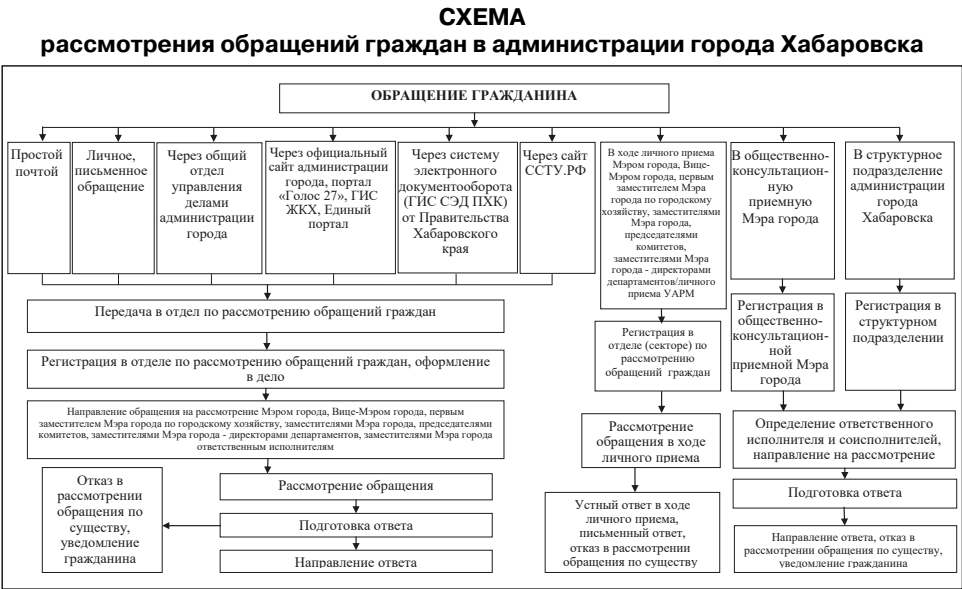 СХЕМА
рассмотрения обращений граждан в администрации города Хабаровска
ОБРАЩЕНИЕ ГРАЖДАНИНА
Простой
почтой
Личное,
письменное
обращение
Через общий
отдел
управления
делами
администрации
города
Через официальный
сайт администрации
города, портал
«Голос 27», ГИС
ЖКХ, Единый
портал
Через систему
электронного
документооборота
(ГИС СЭД ПХК)
от Правительства
Хабаровского
края
Через сайт
ССТУ.РФ
В ходе личного приема
Мэром города, Вице-
Мэром города, первым
заместителем Мэра
города по городскому
хозяйству, заместителями
Мэра города,
председателями
комитетов,
заместителями Мэра
города - директорами
департаментов/личного
приема УАРМ
В общественно-
консультацион-
ную
приемную
Мэра города
В структурное
подразделение
администрации
города
Хабаровска
Передача в отдел по рассмотрению обращений граждан
Регистрация в отделе по рассмотрению обращений граждан, оформление
в дело
Направление обращения на рассмотрение Мэром города, Вице-Мэром города, первым
заместителем Мэра города по городскому хозяйству, заместителями Мэра города, председателями
комитетов, заместителями Мэра города - директорами департаментов, заместителями Мэра города
ответственным исполнителям
Отказ в
рассмотрении
обращения по
существу,
уведомление
гражданина
Рассмотрение обращения
Подготовка ответа
Направление ответа
Регистрация в
отделе (секторе) по
рассмотрению
обращений граждан
Рассмотрение
обращения в ходе
личного приема
Устный ответ в ходе
личного приема,
письменный ответ,
отказ в рассмотрении
обращения по существу
Регистрация в
общественно-
консультацион-
ной
приемной Мэра
города
Регистрация в
структурном
подразделении
Определение ответственного
исполнителя и соисполнителей,
направление на рассмотрение
Подготовка ответа
Направление ответа, отказ в
рассмотрении обращения по существу,
уведомление гражданина